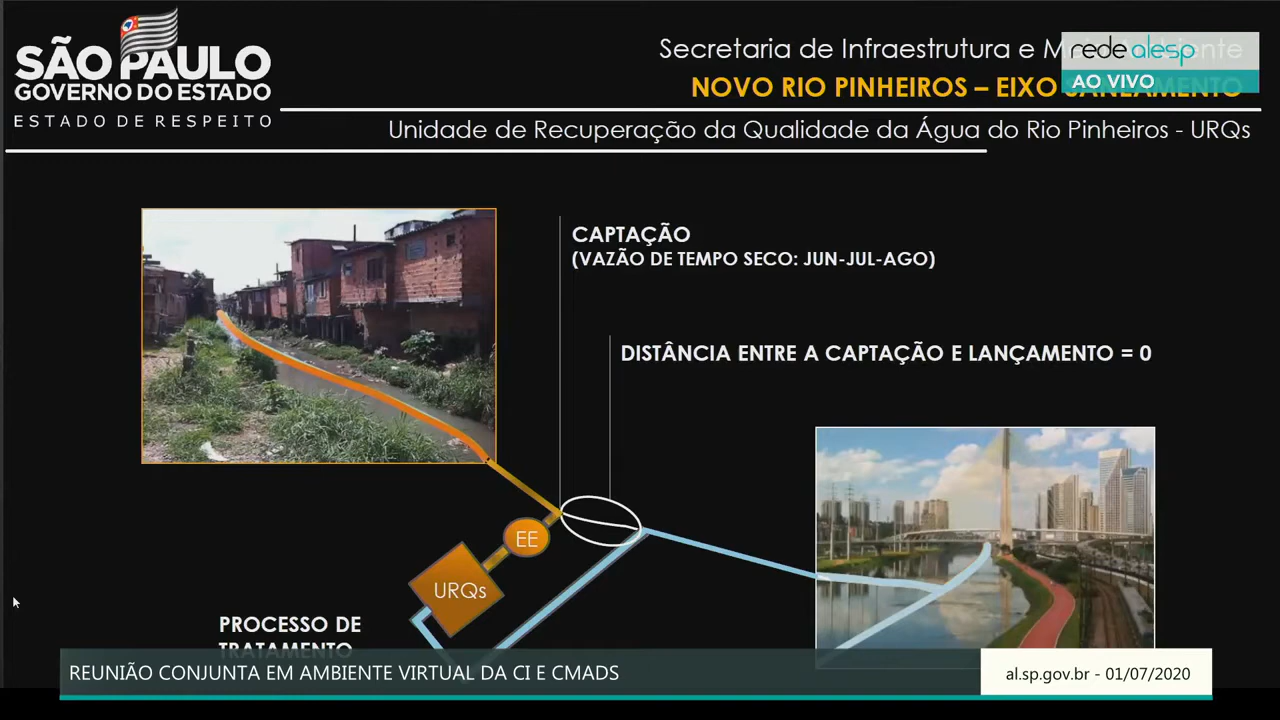 SÃO PAULO
GOVERNO DO ESTADO
ESTADO DE RESPEITO
Secretaria de Infraestrutura e Meio Ambiente
rede alesp
AO VIVO
NOVO RIO PINHEIROS – EIXO SANEAMENTO
Unidade de Recuperação da Qualidade da Água do Rio Pinheiros - URQs
CAPTAÇÃO
(VAZÃO DE TEMPO SECO: JUN-JUL-AGO)
DISTÂNCIA ENTRE A CAPTAÇÃO E LANÇAMENTO = 0
EE
URQs
PROCESSO DE
TRATAMENTO
REUNIÃO CONJUNTA EM AMBIENTE VIRTUAL DA CI E CMADS
al.sp.gov.br - 01/07/2020